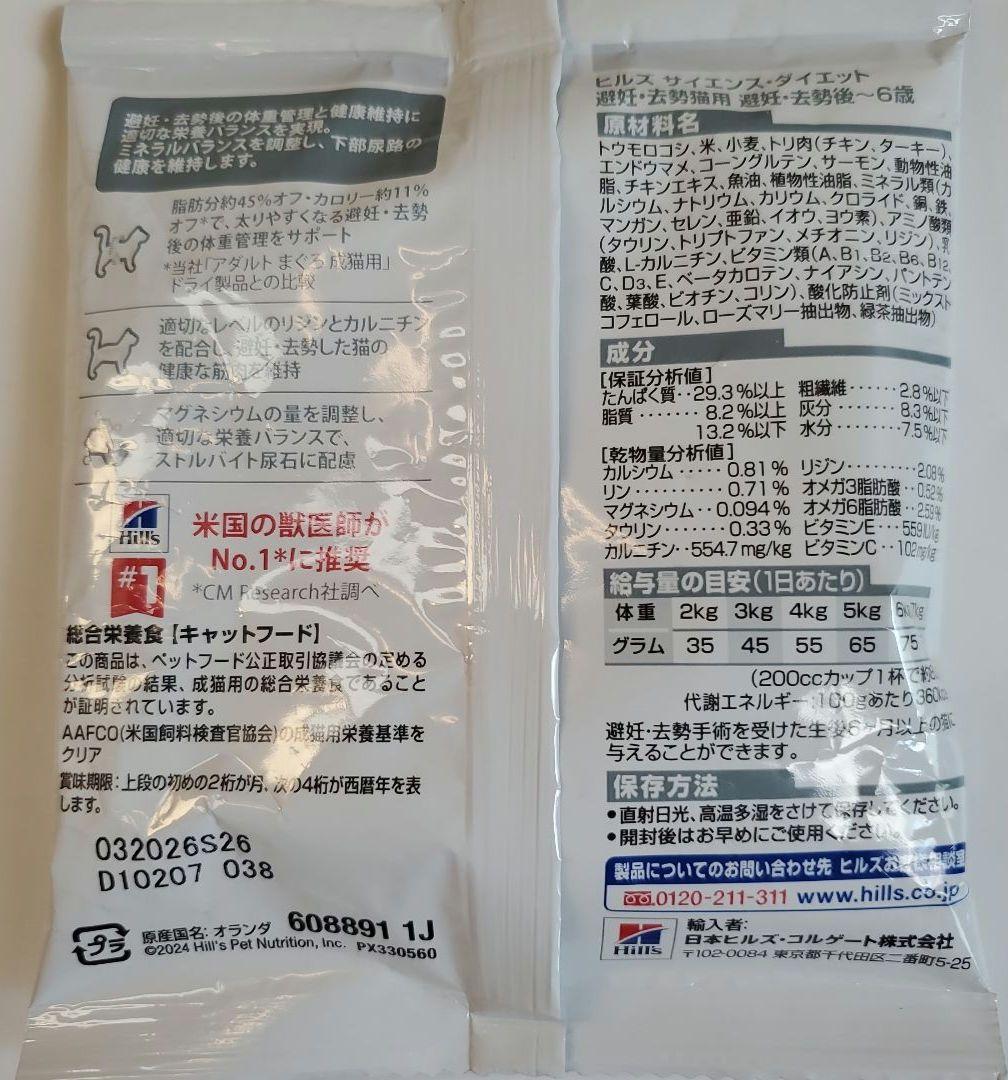 避妊・去勢後の体重管理と健康維持に
適切な栄養バランスを実現。
ミネラルバランスを調整し、下部尿路の
健康を維持します。
脂肪分約45%オフ・カロリー約11%
オフ*で、太りやすくなる避妊・去勢
後の体重管理をサポート
*当社「アダルト まぐろ 成猫用」
ドライ製品との比較
適切なレベルのリジンとカルニチン
を配合し、避妊・去勢した猫の
健康な筋肉を維持
マグネシウムの量を調整し、
適切な栄養バランスで、
ストルバイト尿石に配慮
Hill's
#1
米国の獣医師が
No.1*に推奨
*CM Research社調べ
総合栄養食【キャットフード】
この商品は、ペットフード公正取引協議会の定める
分析試験の結果、成猫用の総合栄養食であること
が証明されています。
AAFCO(米国飼料検査官協会)の成猫用栄養基準を
クリア
賞味期限：上段の初めの2桁が月、次の4桁が西暦年を表
します。
032026S26
D10207 038
プラ
原産国名：オランダ 608891 1J
©2024 Hill's Pet Nutrition, Inc. PX330560
ヒルズ サイエンス・ダイエット
避妊・去勢猫用 避妊・去勢後～6歳
原材料名
トウモロコシ、米、小麦、トリ肉(チキン、ターキー)、
エンドウマメ、コーングルテン、サーモン、動物性油
脂、チキンエキス、魚油、植物性油脂、ミネラル類(カ
ルシウム、ナトリウム、カリウム、クロライド、銅、鉄、
マンガン、セレン、亜鉛、イオウ、ヨウ素)、アミノ酸類
(タウリン、トリプトファン、メチオニン、リジン)、乳
酸、L-カルニチン、ビタミン類(A、B1、B2、B6、B12、
C、D3、E、ベータカロテン、ナイアシン、パントテン
酸、葉酸、ビオチン、コリン)、酸化防止剤(ミックスト
コフェロール、ローズマリー抽出物、緑茶抽出物)
成分
[保証分析値]
たんぱく質‥29.3%以上 粗繊維‥‥‥2.8%以下
脂質‥‥‥‥8.2%以上 灰分‥‥‥‥8.3%以下
13.2%以下 水分‥‥‥‥7.5%以下
[乾物量分析値]
カルシウム‥‥‥0.81% リジン‥‥‥‥‥2.08%
リン‥‥‥‥‥0.71% オメガ3脂肪酸‥0.52%
マグネシウム‥0.094% オメガ6脂肪酸‥2.59%
タウリン‥‥‥‥0.33% ビタミンE‥‥559IU/kg
カルニチン‥554.7mg/kg ビタミンC‥102mg/kg
給与量の目安(1日あたり)
体重 2kg 3kg 4kg 5kg 6kg
グラム 35 45 55 65 75
(200ccカップ1杯で約
代謝エネルギー：100gあたり360
避妊・去勢手術を受けた生後6ヶ月以上の猫に
与えることができます。
保存方法
•直射日光、高温多湿をさけて保存してください。
•開封後はお早めにご使用ください。
製品についてのお問い合わせ先 ヒルズお客様相談室
0120-211-311 www.hills.co.jp
Hill's
輸入者：
日本ヒルズ・コルゲート株式会社
〒102-0084 東京都千代田区二番町5-25